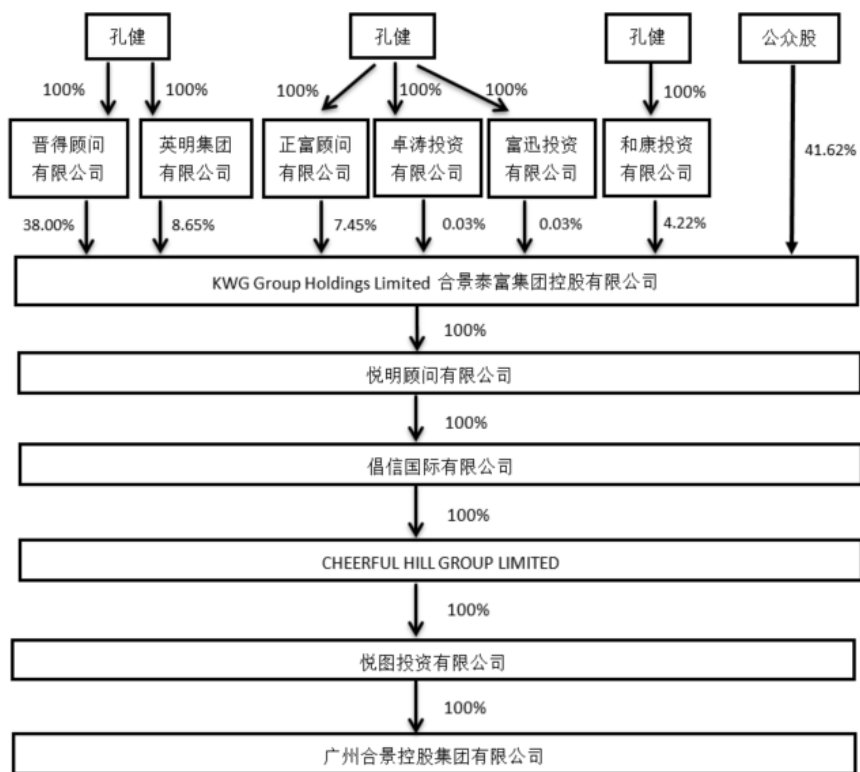 孔健
孔健
孔健
公众股
100%
100%
100%
100%
100%
100%
晋得顾问
有限公司
英明集团
有限公司
正富顾问
有限公司
卓涛投资
有限公司
富迅投资
有限公司
和康投资
有限公司
41.62%
38.00%
8.65%
7.45%
0.03%
0.03%
4.22%
KWG Group Holdings Limited 合景泰富集团控股有限公司
100%
悦明顾问有限公司
100%
倡信国际有限公司
100%
CHEERFUL HILL GROUP LIMITED
100%
悦图投资有限公司
100%
广州合景控股集团有限公司